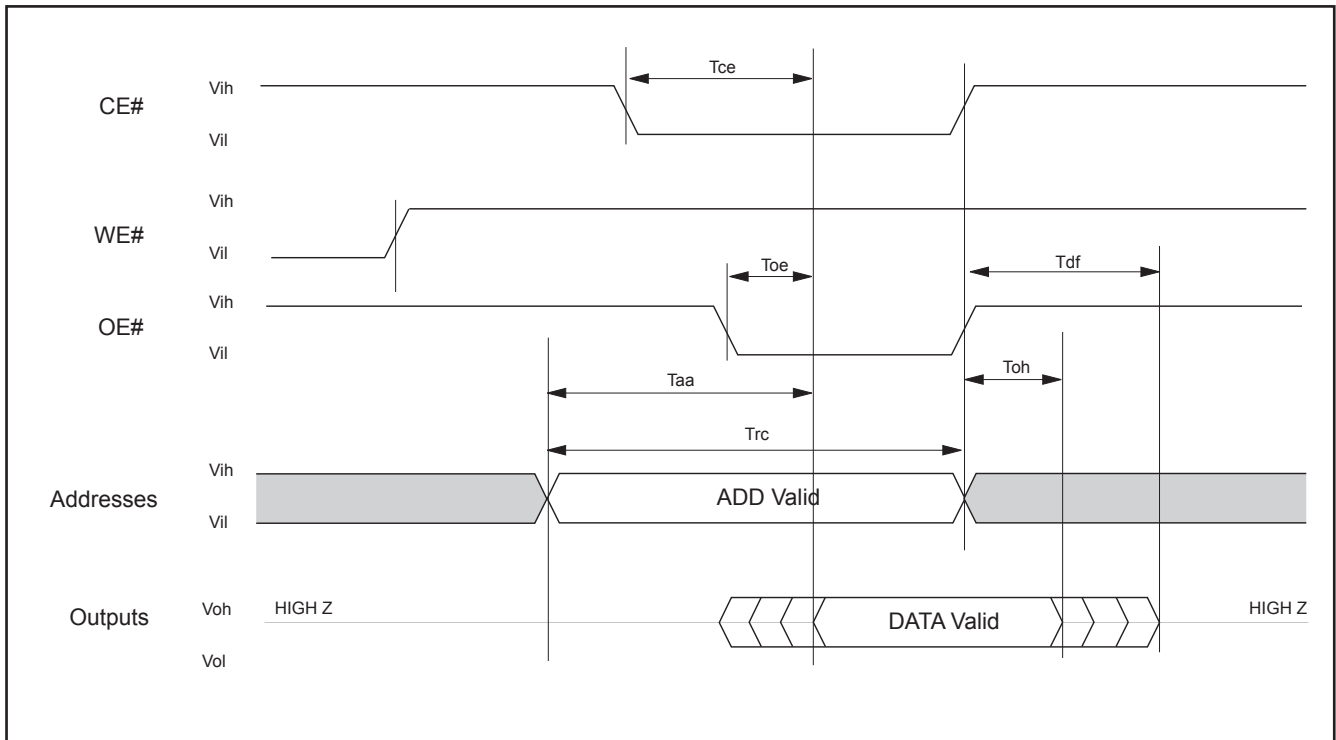 Tce
CE#
Vih
Vil
WE#
Vih
Vil
Toe
Tdf
OE#
Vih
Vil
Toh
Taa
Trc
Addresses
Vih
Vil
ADD Valid
Outputs
Voh
Vol
HIGH Z
DATA Valid
HIGH Z